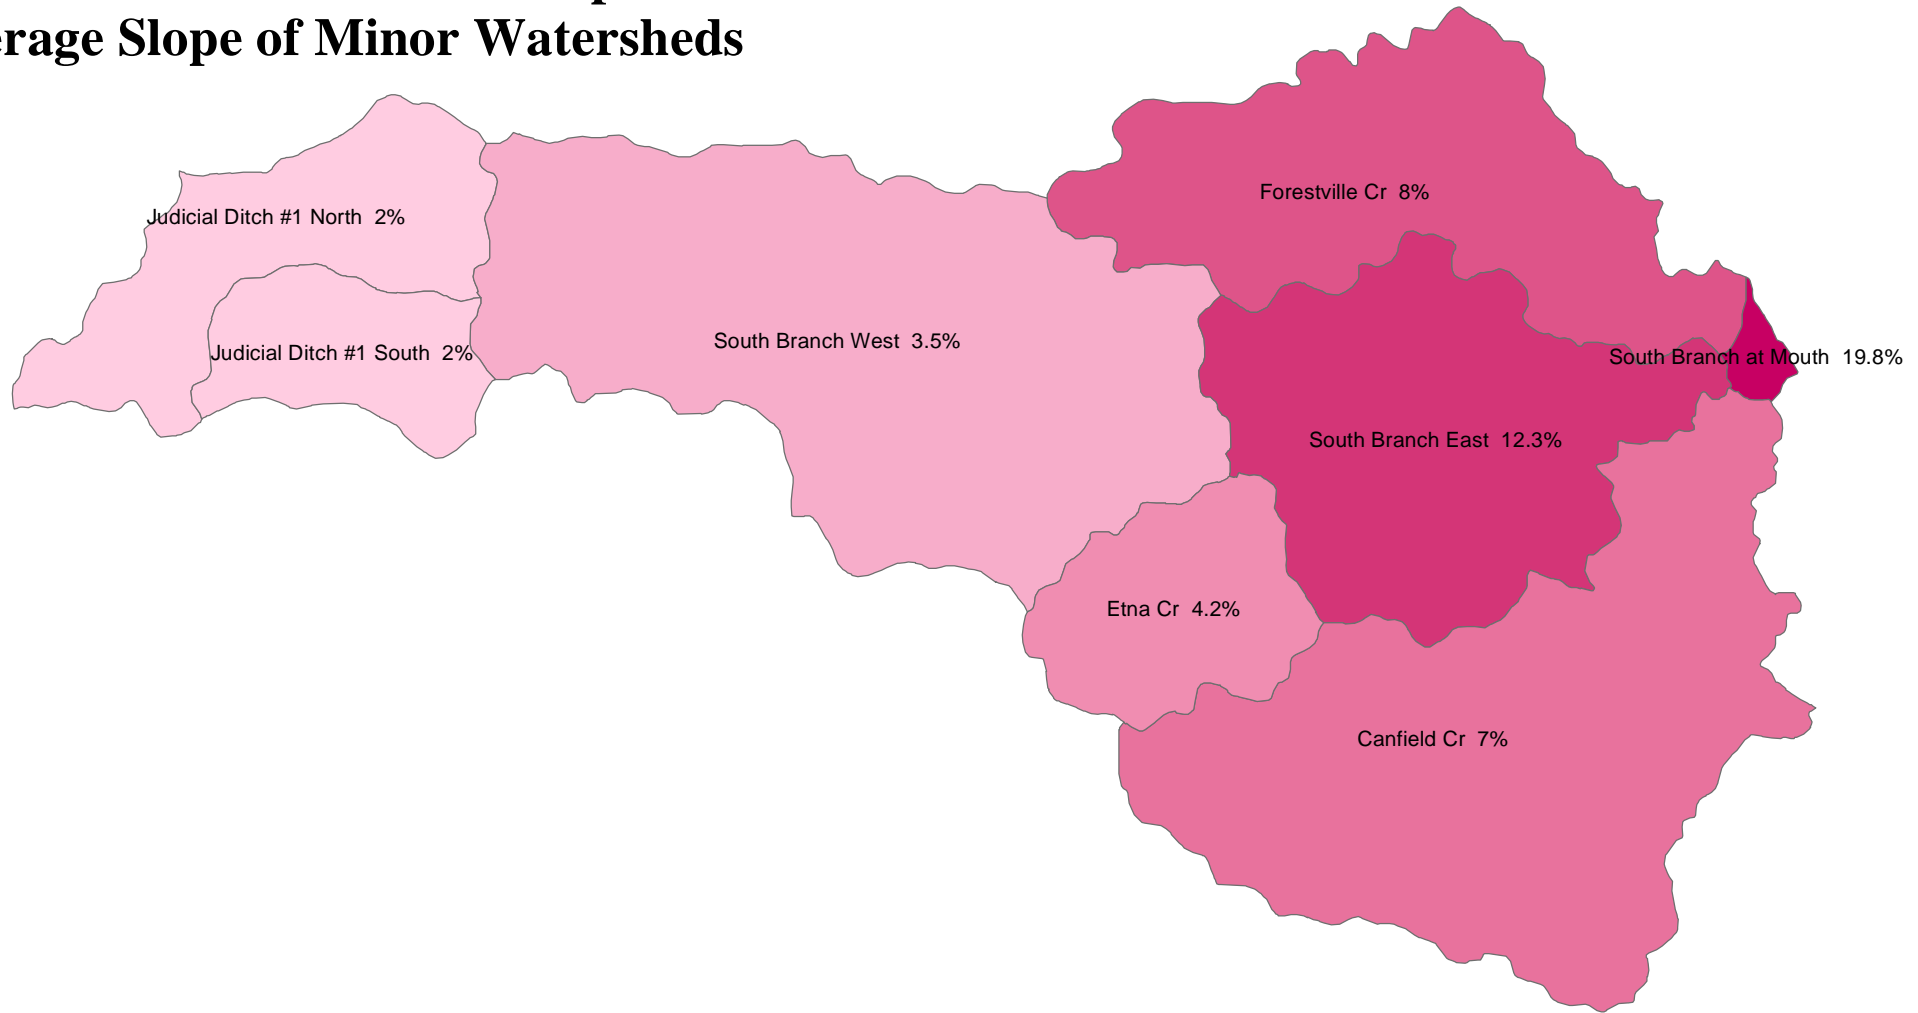 erage Slope of Minor Watersheds
Forestville Cr 8%
Judicial Ditch #1 North 2%
South Branch West 3.5%
Judicial Ditch #1 South 2%
South Branch at Mouth 19.8%
South Branch East 12.3%
Etna Cr 4.2%
Canfield Cr 7%